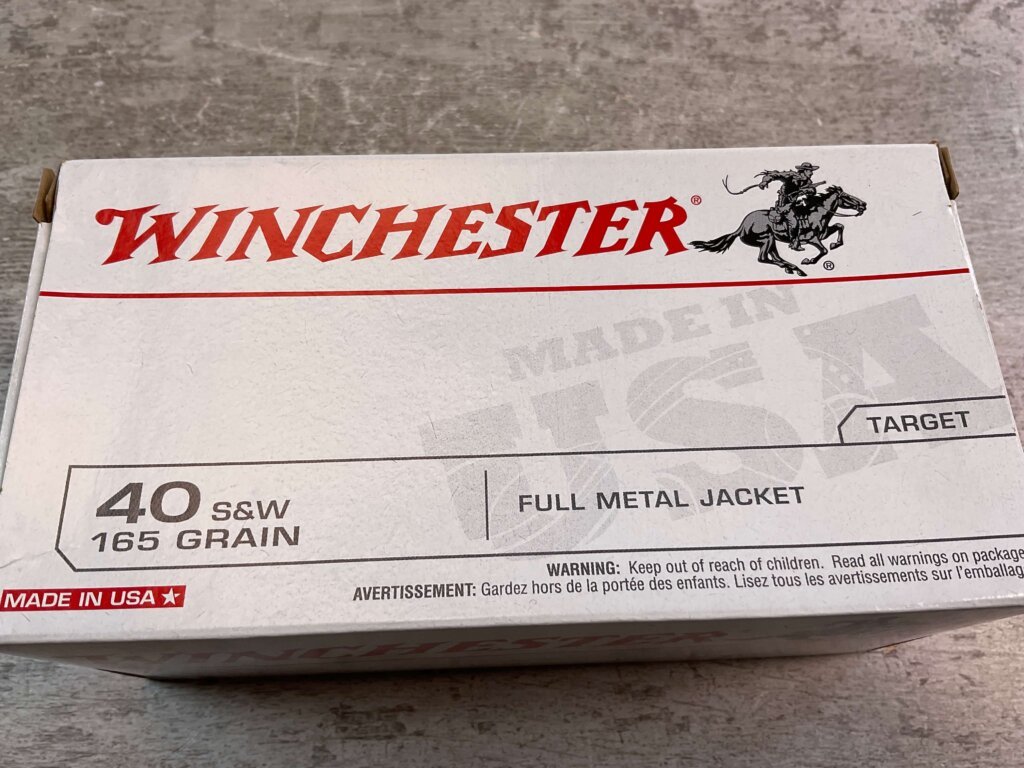 WINCHESTER®
®
MADE IN
USA
TARGET
40 S&W
165 GRAIN
FULL METAL JACKET
WARNING: Keep out of reach of children. Read all warnings on package
AVERTISSEMENT: Gardez hors de la portée des enfants. Lisez tous les avertissements sur l'emballag
MADE IN USA
WINCHESTER